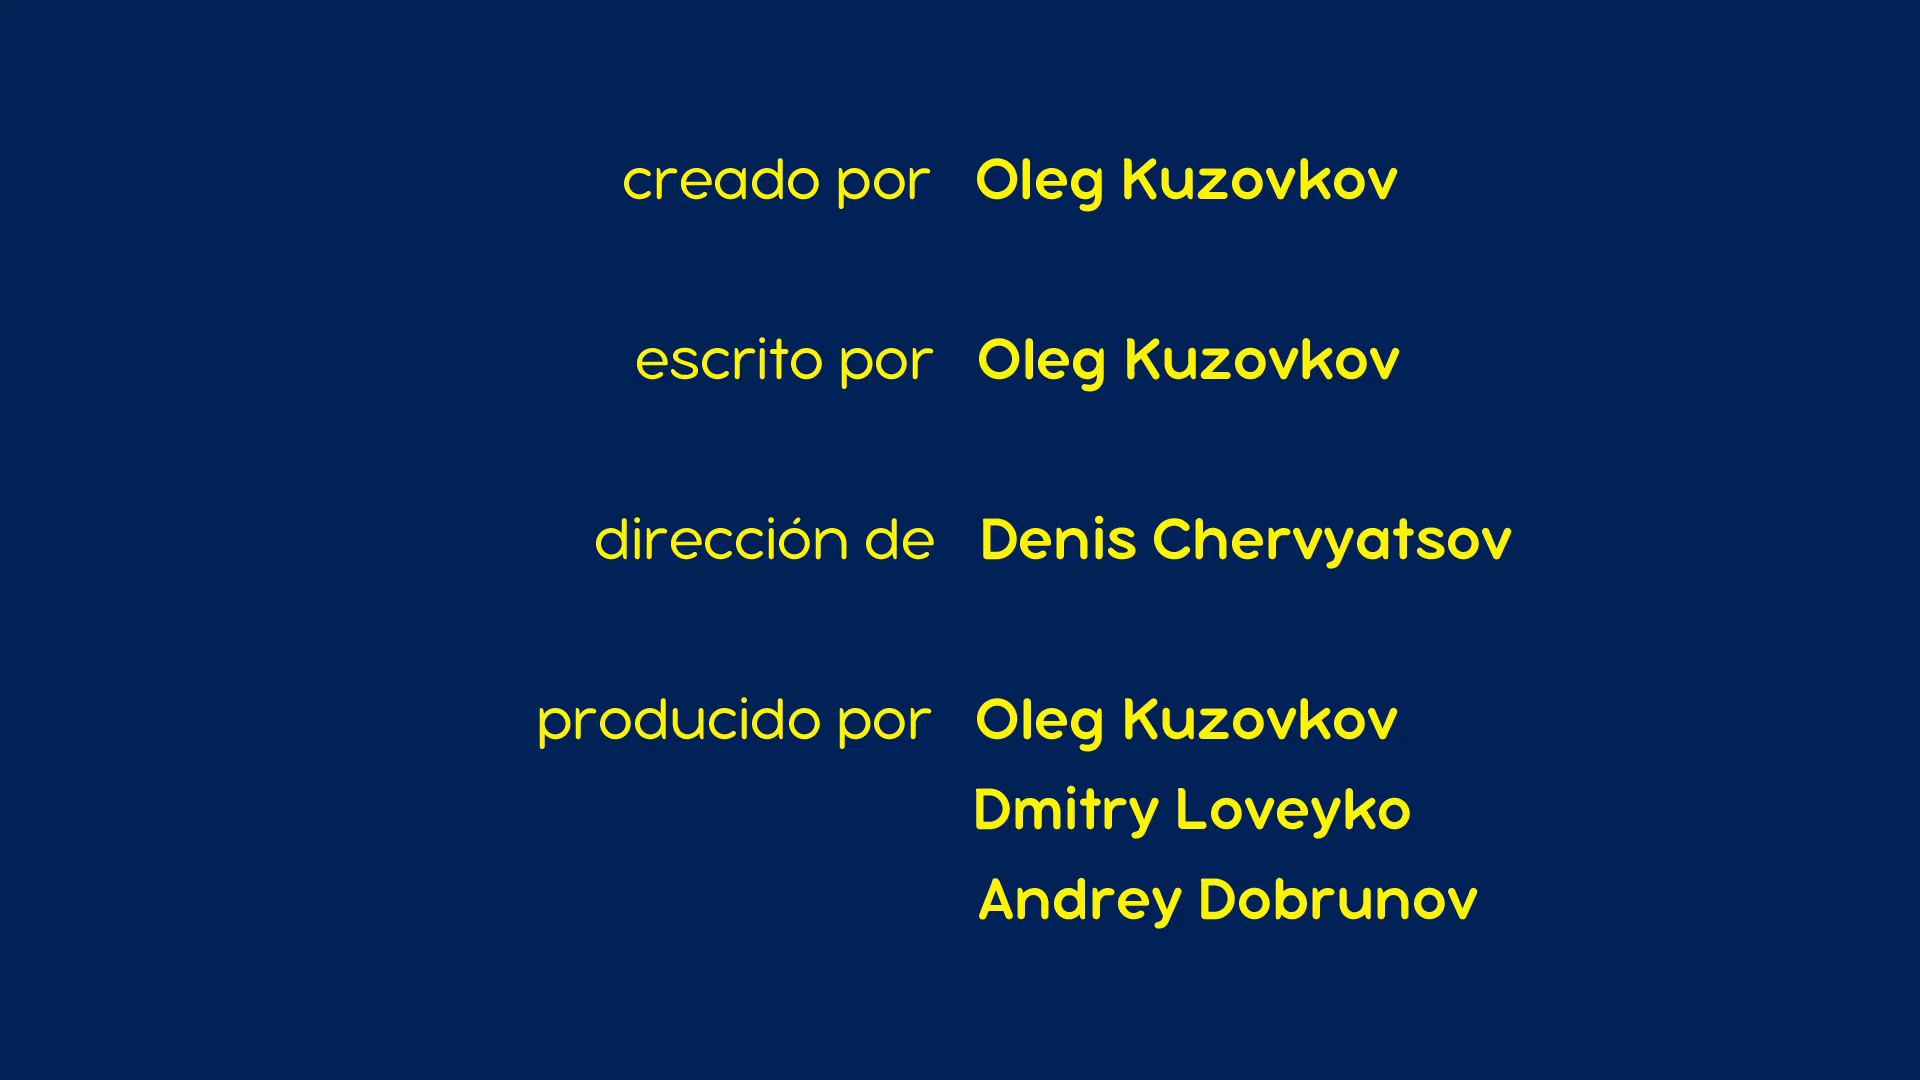 creado por Oleg Kuzovkov
escrito por Oleg Kuzovkov
dirección de Denis Chervyatsov
producido por Oleg Kuzovkov
Dmitry Loveyko
Andrey Dobrunov